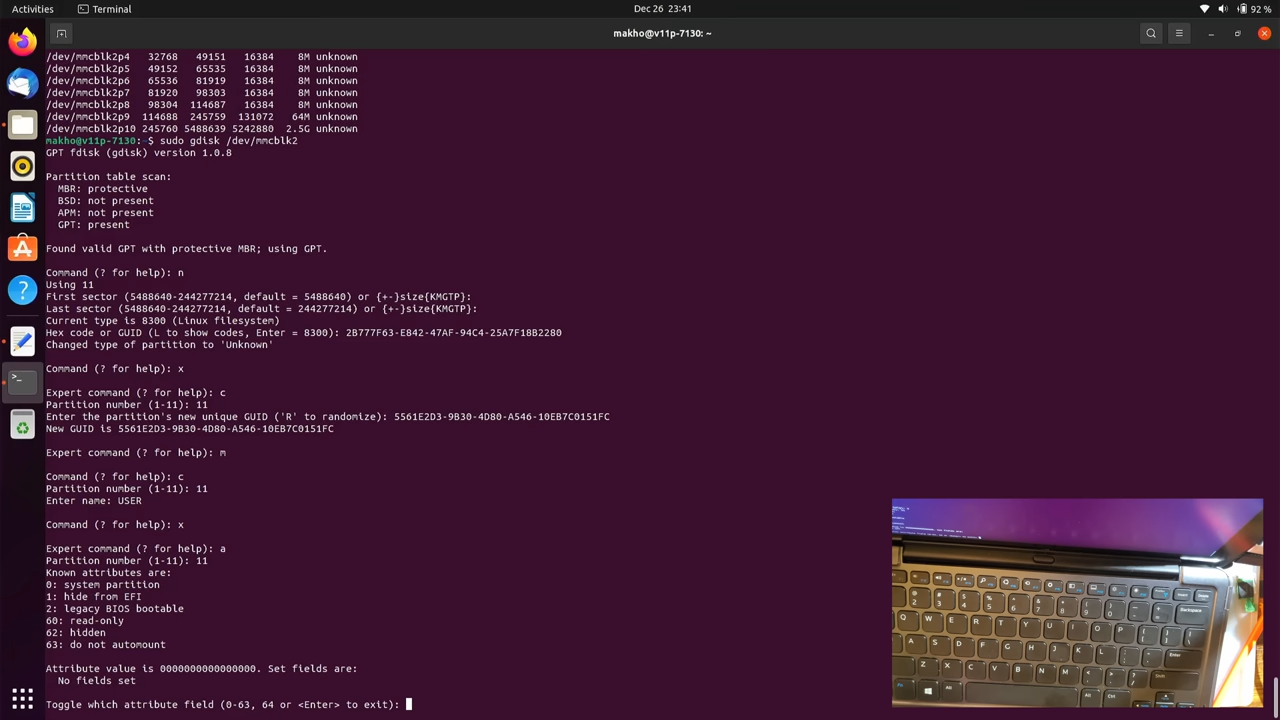 Activities
Terminal
Dec 26 23:41
92 %
makho@v11p-7130: ~
/dev/mmcblk2p4 32768 49151 16384 8M unknown
/dev/mmcblk2p5 49152 65535 16384 8M unknown
/dev/mmcblk2p6 65536 81919 16384 8M unknown
/dev/mmcblk2p7 81920 98303 16384 8M unknown
/dev/mmcblk2p8 98304 114687 16384 8M unknown
/dev/mmcblk2p9 114688 245759 131072 64M unknown
/dev/mmcblk2p10 245760 5488639 5242880 2.5G unknown
makho@v11p-7130:~$ sudo gdisk /dev/mmcblk2
GPT fdisk (gdisk) version 1.0.8
Partition table scan:
MBR: protective
BSD: not present
APM: not present
GPT: present
Found valid GPT with protective MBR; using GPT.
Command (? for help): n
Using 11
First sector (5488640-244277214, default = 5488640) or {+-}size{KMGTP}:
Last sector (5488640-244277214, default = 244277214) or {+-}size{KMGTP}:
Current type is 8300 (Linux filesystem)
Hex code or GUID (L to show codes, Enter = 8300): 2B777F63-E842-47AF-94C4-25A7F18B2280
Changed type of partition to 'Unknown'
Command (? for help): x
Expert command (? for help): c
Partition number (1-11): 11
Enter the partition's new unique GUID ('R' to randomize): 5561E2D3-9B30-4D80-A546-10EB7C0151FC
New GUID is 5561E2D3-9B30-4D80-A546-10EB7C0151FC
Expert command (? for help): m
Command (? for help): c
Partition number (1-11): 11
Enter name: USER
Command (? for help): x
Expert command (? for help): a
Partition number (1-11): 11
Known attributes are:
0: system partition
1: hide from EFI
2: legacy BIOS bootable
60: read-only
62: hidden
63: do not automount
Attribute value is 0000000000000000. Set fields are:
No fields set
Toggle which attribute field (0-63, 64 or <Enter> to exit):